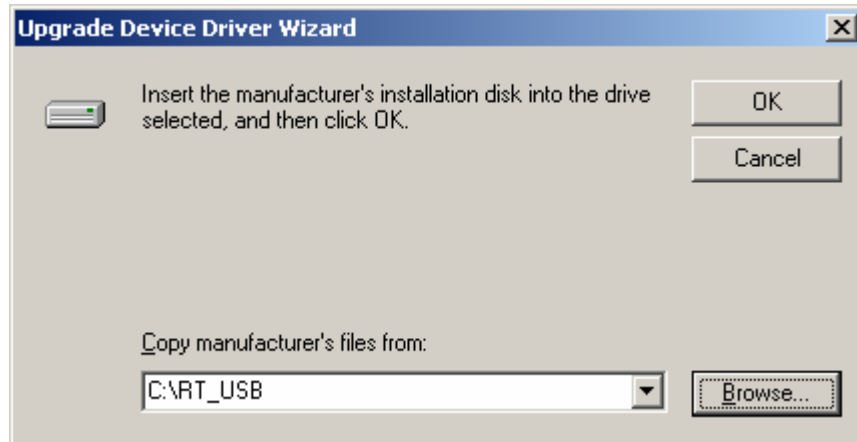 Upgrade Device Driver Wizard
Insert the manufacturer's installation disk into the drive
selected, and then click OK.
OK
Cancel
Copy manufacturer's files from:
C:\RT_USB
Browse...